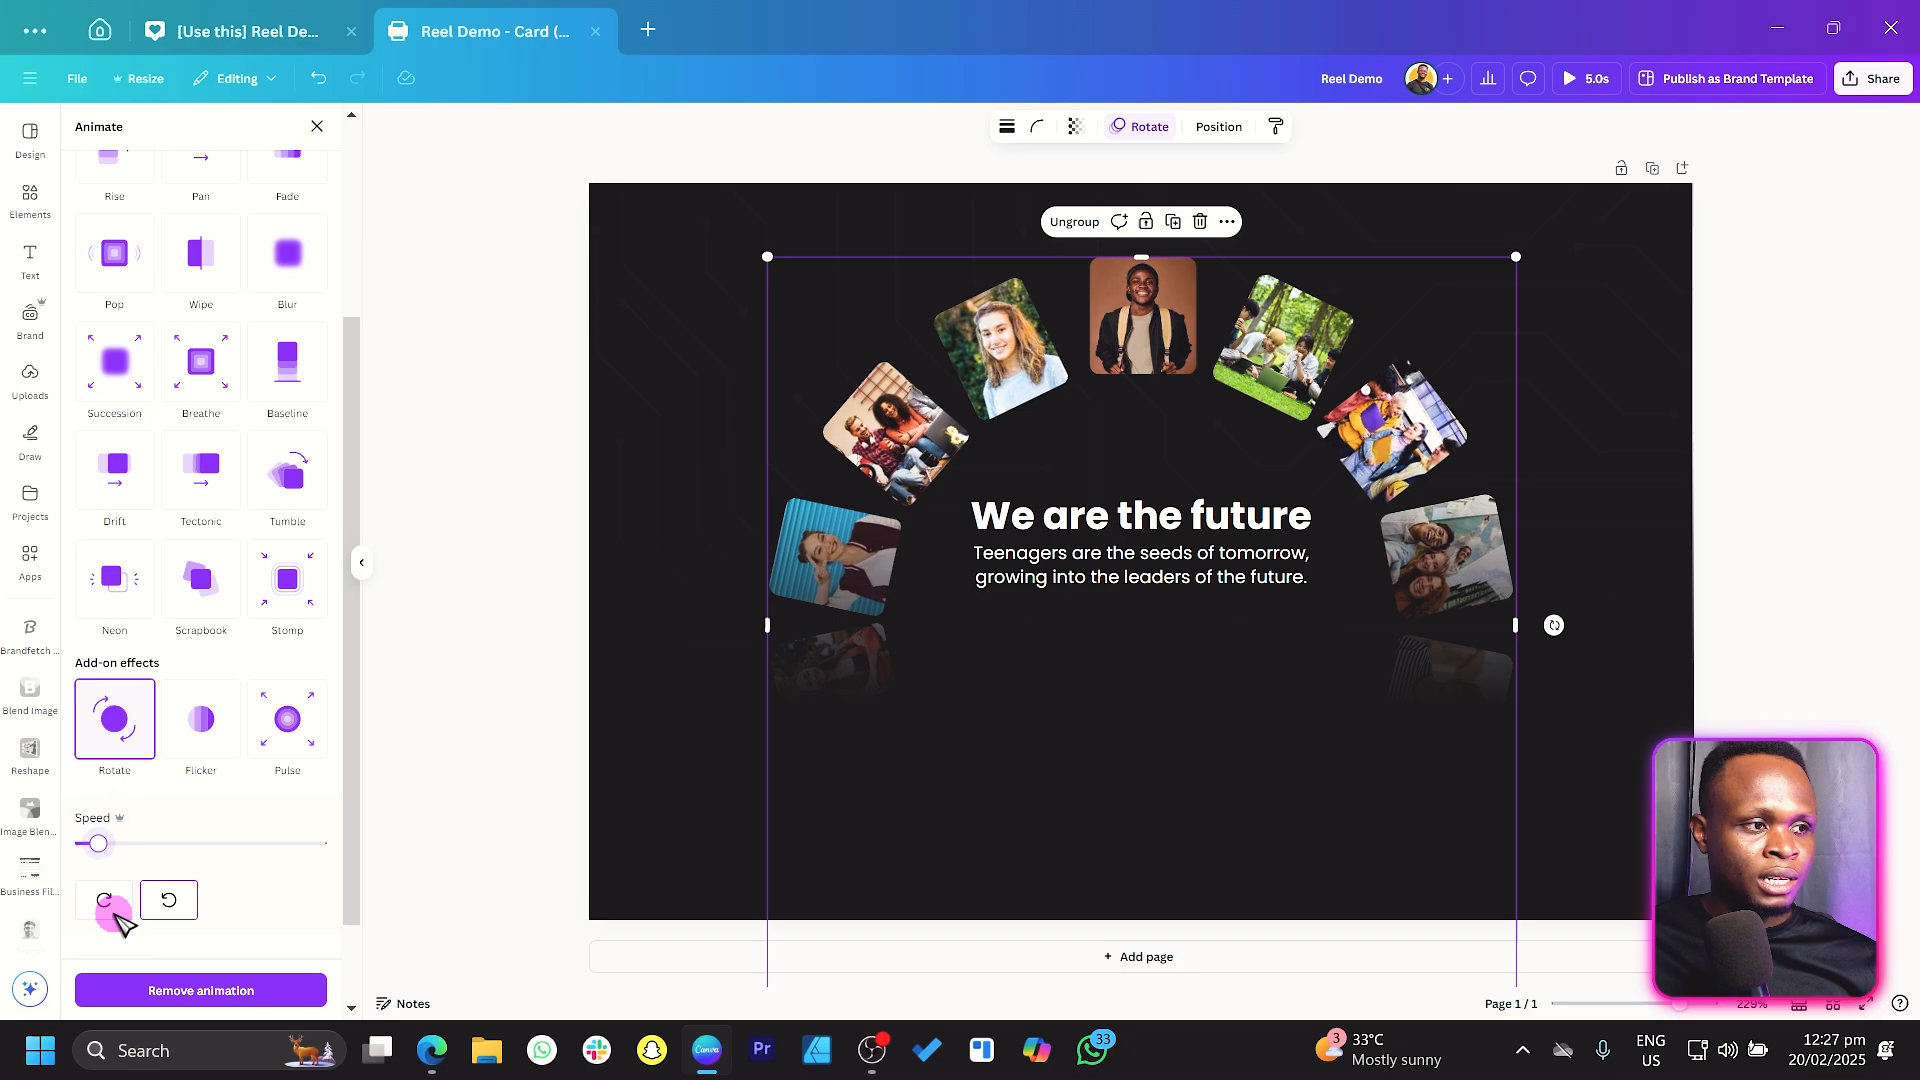 [Use this] Reel De...
Reel Demo - Card (...
File
Resize
Editing
Reel Demo
5.0s
Publish as Brand Template
Share
Design
Elements
Text
Brand
Uploads
Draw
Projects
Apps
Brandfetch ...
Blend Image
Reshape
Image Blen...
Business Fil...
Animate
Rise
Pan
Fade
Pop
Wipe
Blur
Succession
Breathe
Baseline
Drift
Tectonic
Tumble
Neon
Scrapbook
Stomp
Add-on effects
Rotate
Flicker
Pulse
Speed
Remove animation
Rotate
Position
Ungroup
We are the future
Teenagers are the seeds of tomorrow,
growing into the leaders of the future.
+ Add page
Notes
Page 1 / 1
229%
Search
Canva
Pr
33
3
33°C
Mostly sunny
ENG
US
12:27 pm
20/02/2025